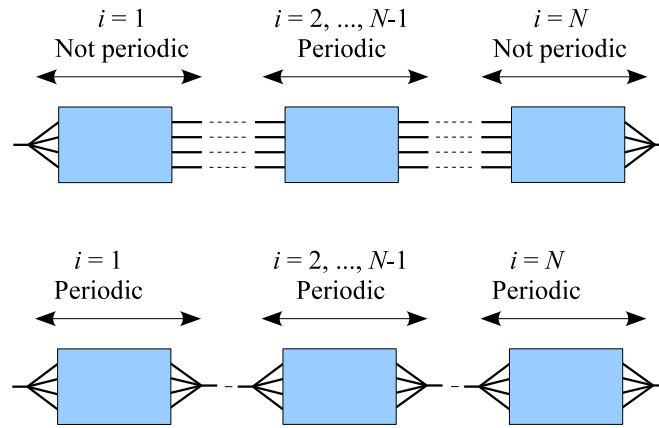 i = 1 i = 2, ..., N-1 i = N
Not periodic Periodic Not periodic
i = 1 i = 2, ..., N-1 i = N
Periodic Periodic Periodic